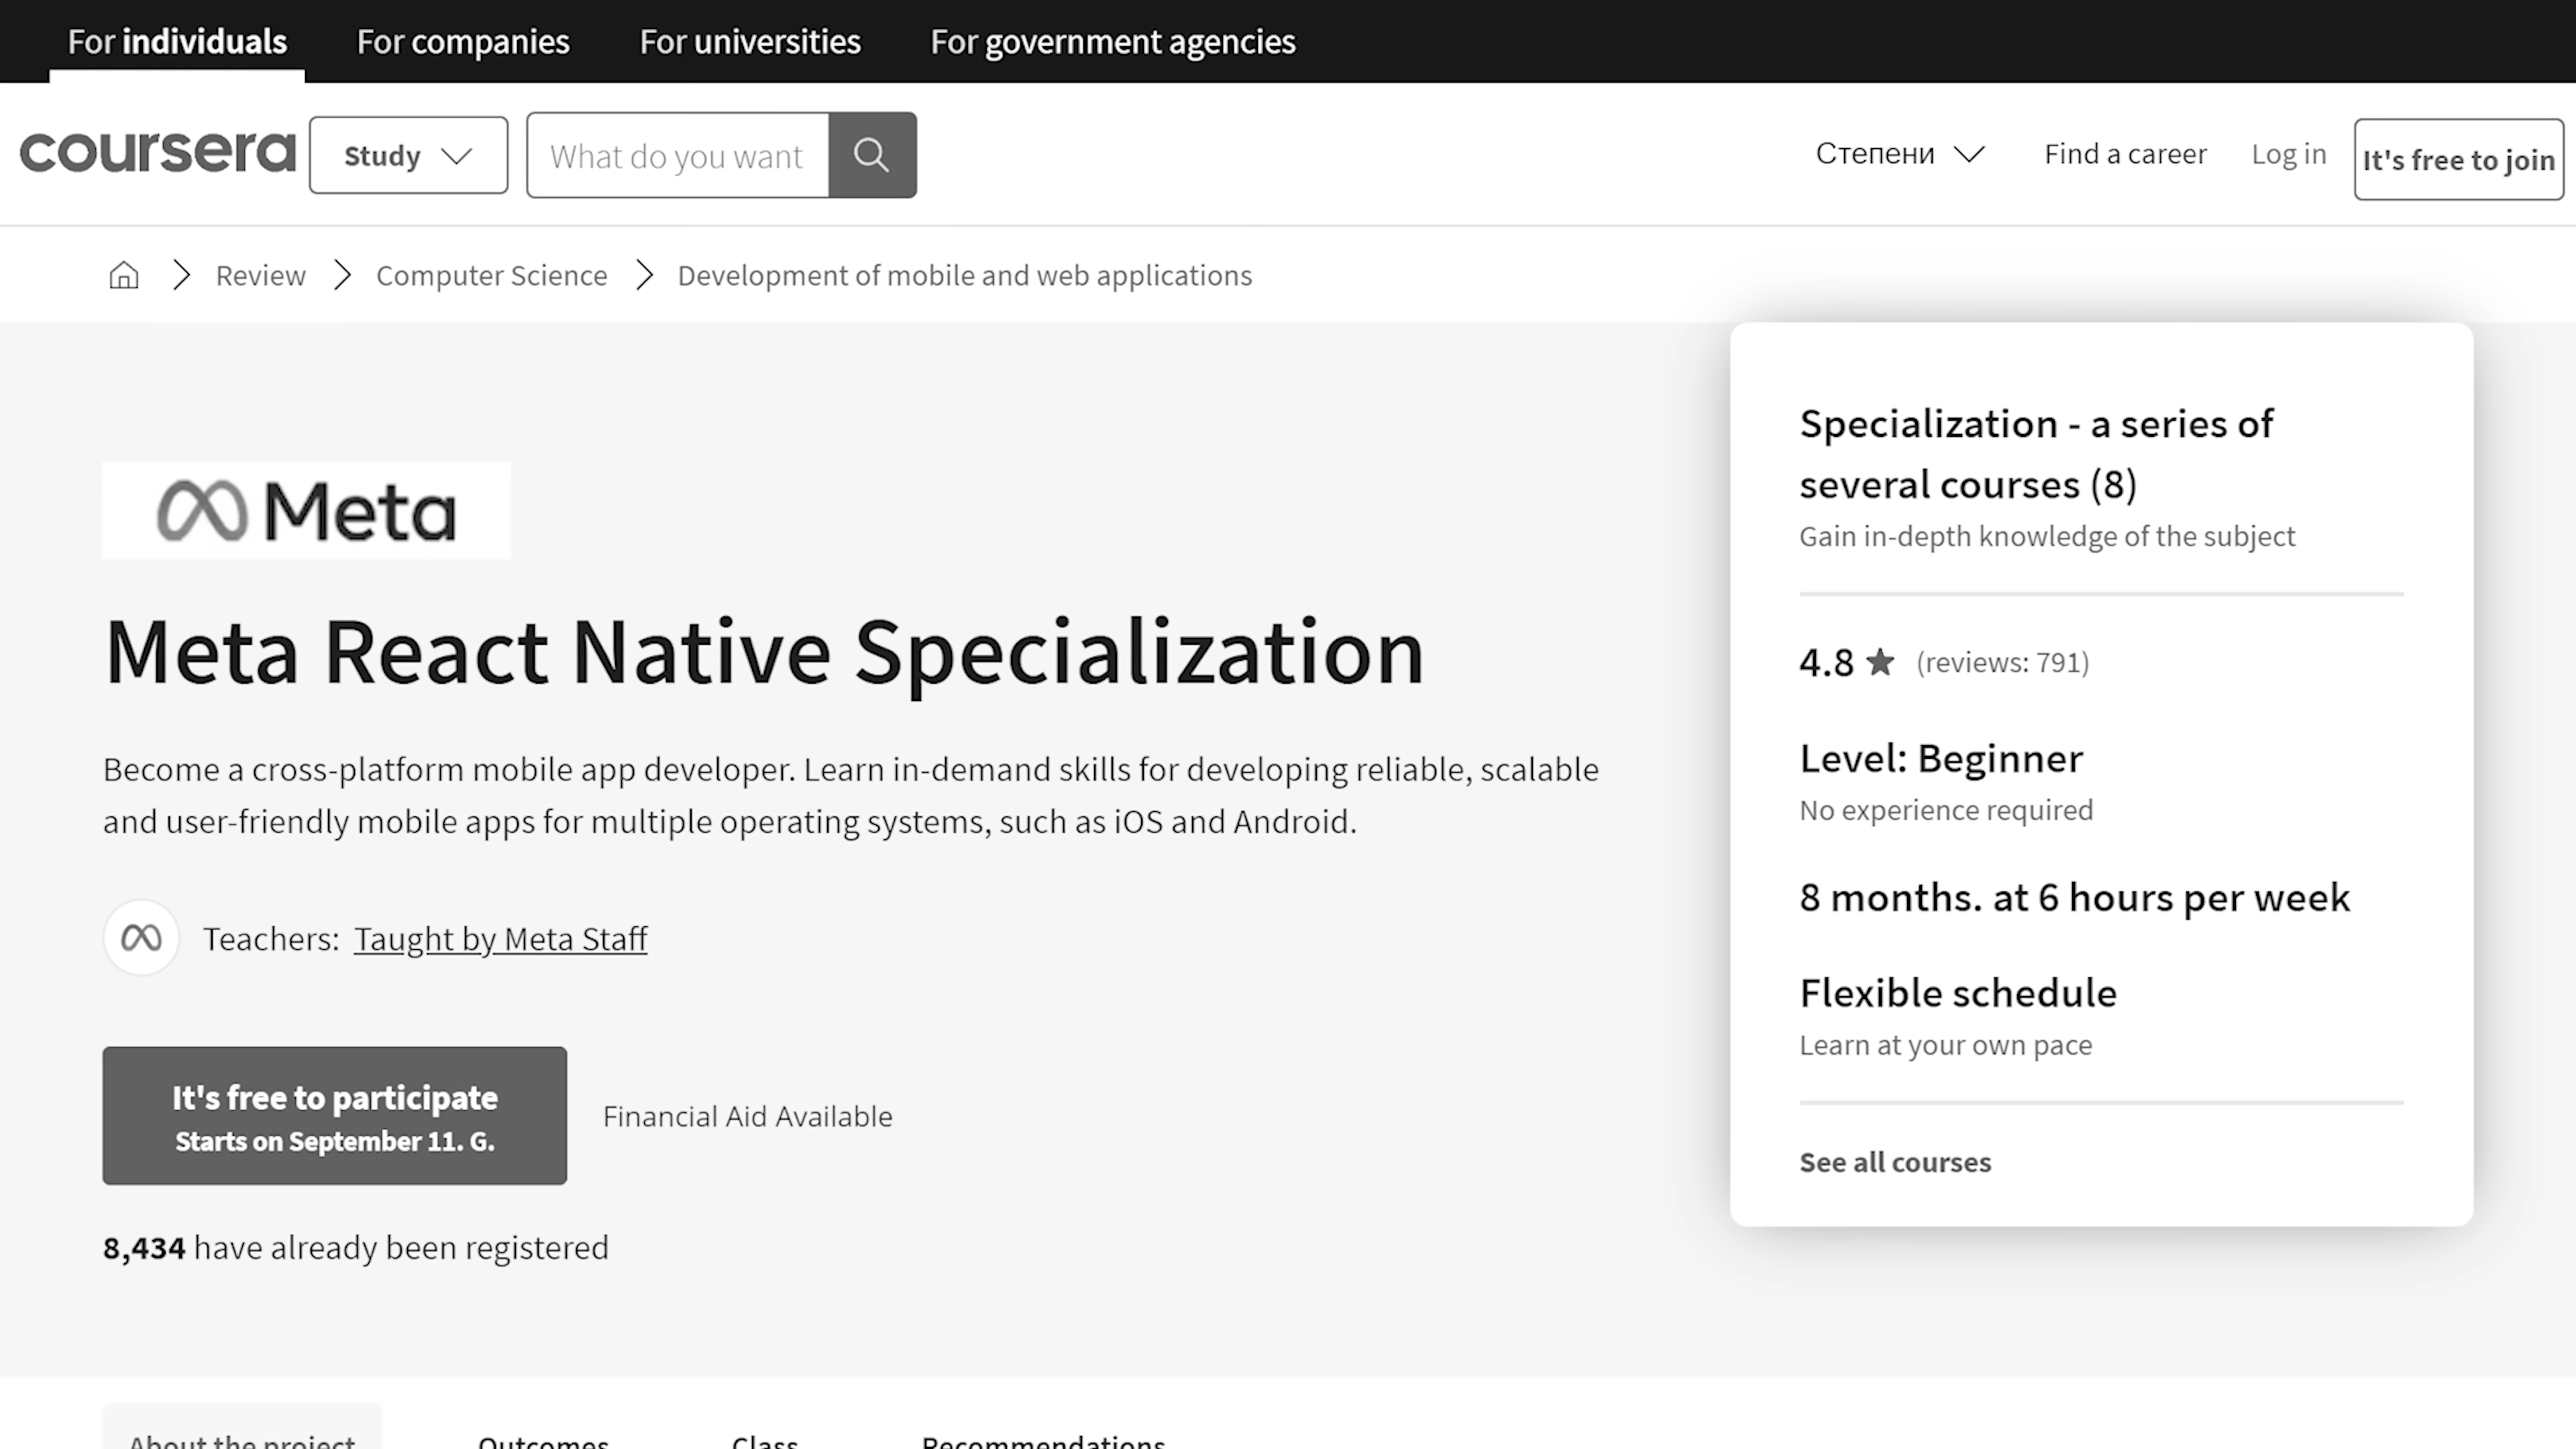 For individuals
For companies
For universities
For government agencies
coursera
Study
What do you want
Степени
Find a career
Log in
It's free to join
Review
Computer Science
Development of mobile and web applications
Meta
Meta React Native Specialization
Become a cross-platform mobile app developer. Learn in-demand skills for developing reliable, scalable
and user-friendly mobile apps for multiple operating systems, such as iOS and Android.
Teachers: Taught by Meta Staff
It's free to participate
Starts on September 11. G.
Financial Aid Available
8,434 have already been registered
Specialization - a series of
several courses (8)
Gain in-depth knowledge of the subject
4.8 ★ (reviews: 791)
Level: Beginner
No experience required
8 months. at 6 hours per week
Flexible schedule
Learn at your own pace
See all courses
About the project
Outcomes
Class
Recommendations